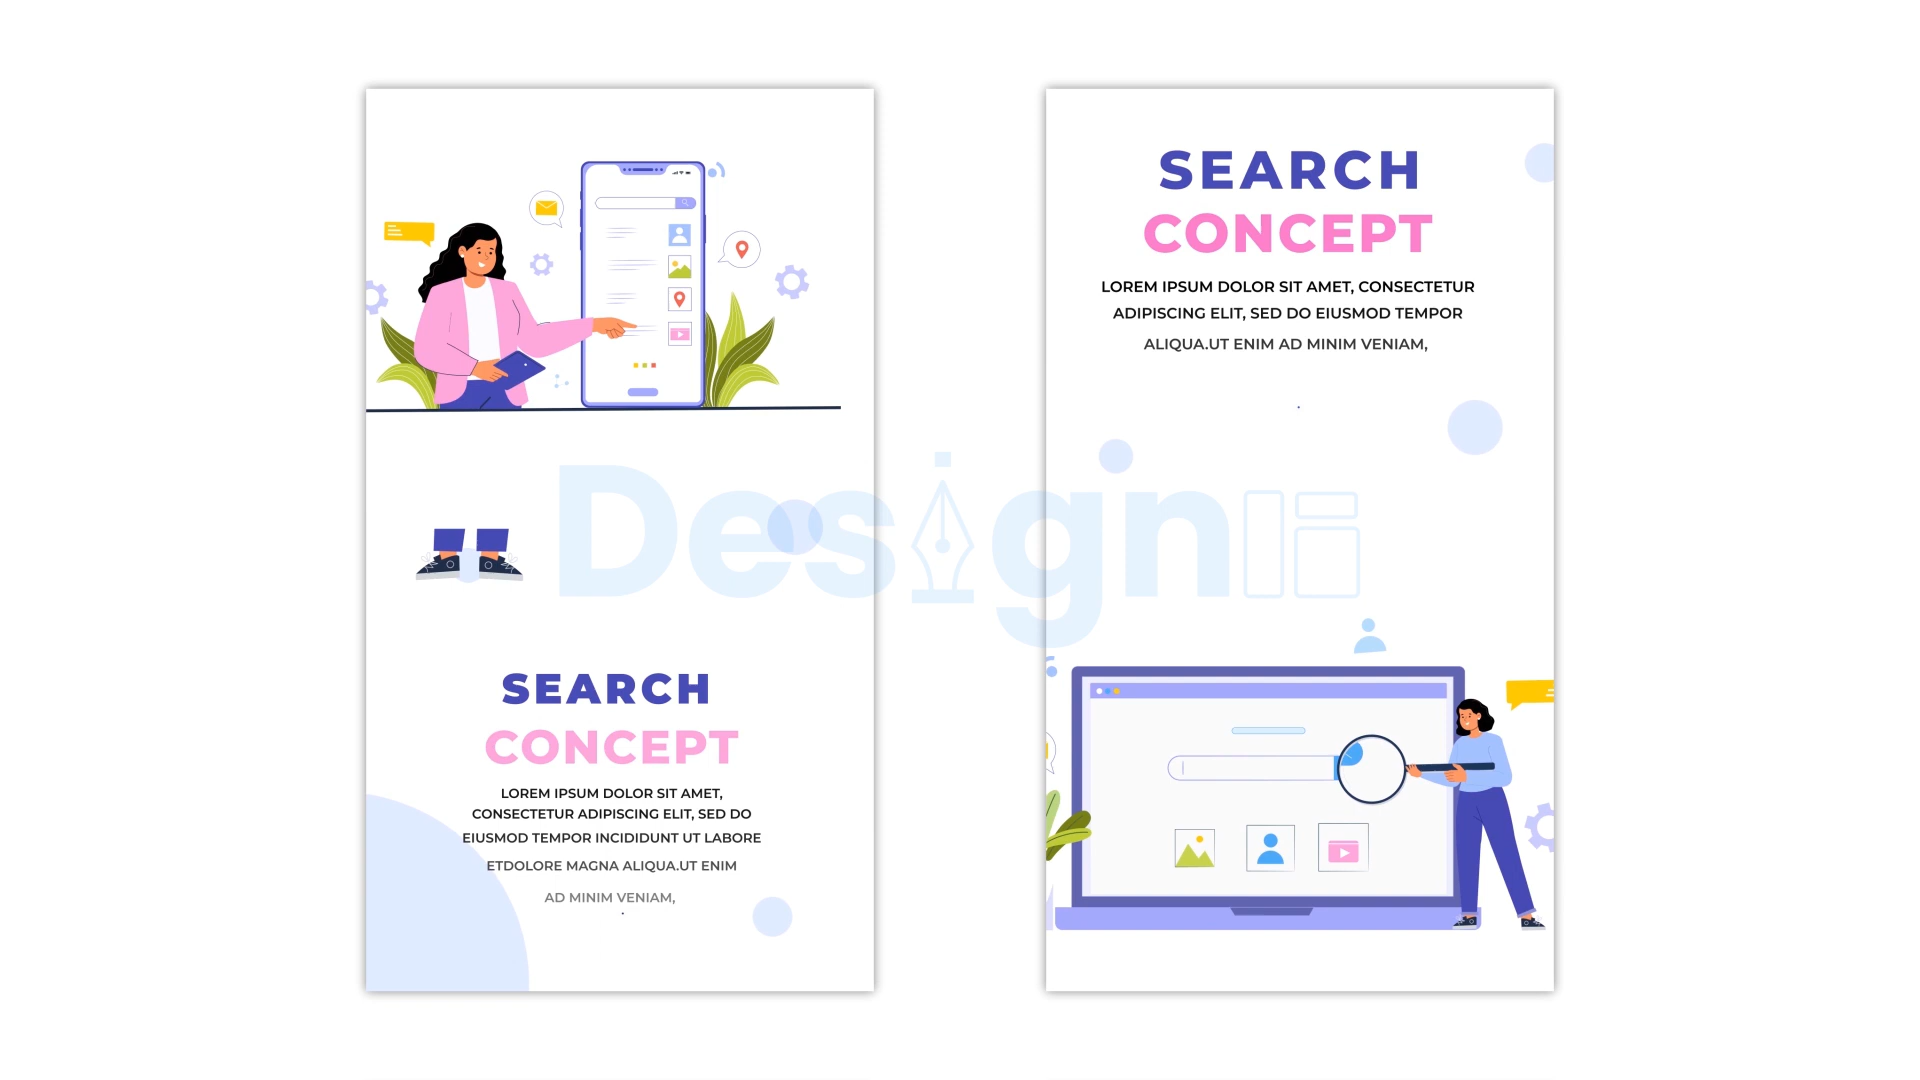 SEARCH
CONCEPT
LOREM IPSUM DOLOR SIT AMET,
CONSECTETUR ADIPISCING ELIT, SED DO
EIUSMOD TEMPOR INCIDIDUNT UT LABORE
ETDOLORE MAGNA ALIQUA.UT ENIM
AD MINIM VENIAM,
SEARCH
CONCEPT
LOREM IPSUM DOLOR SIT AMET, CONSECTETUR
ADIPISCING ELIT, SED DO EIUSMOD TEMPOR
ALIQUA.UT ENIM AD MINIM VENIAM,
Design